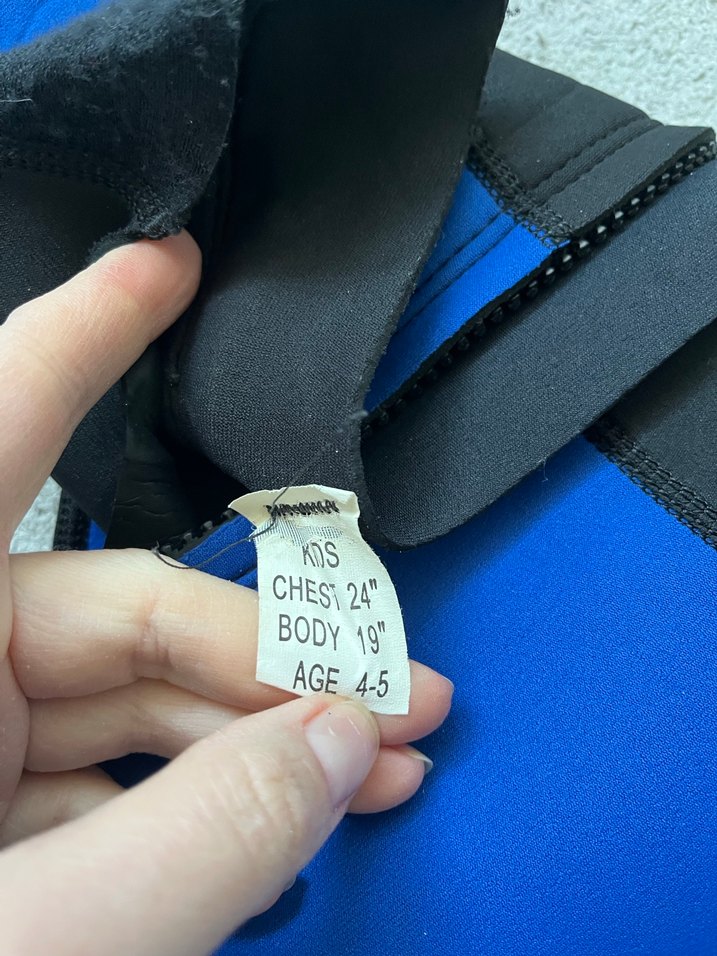 KIDS
CHEST 24"
BODY 19"
AGE 4-5